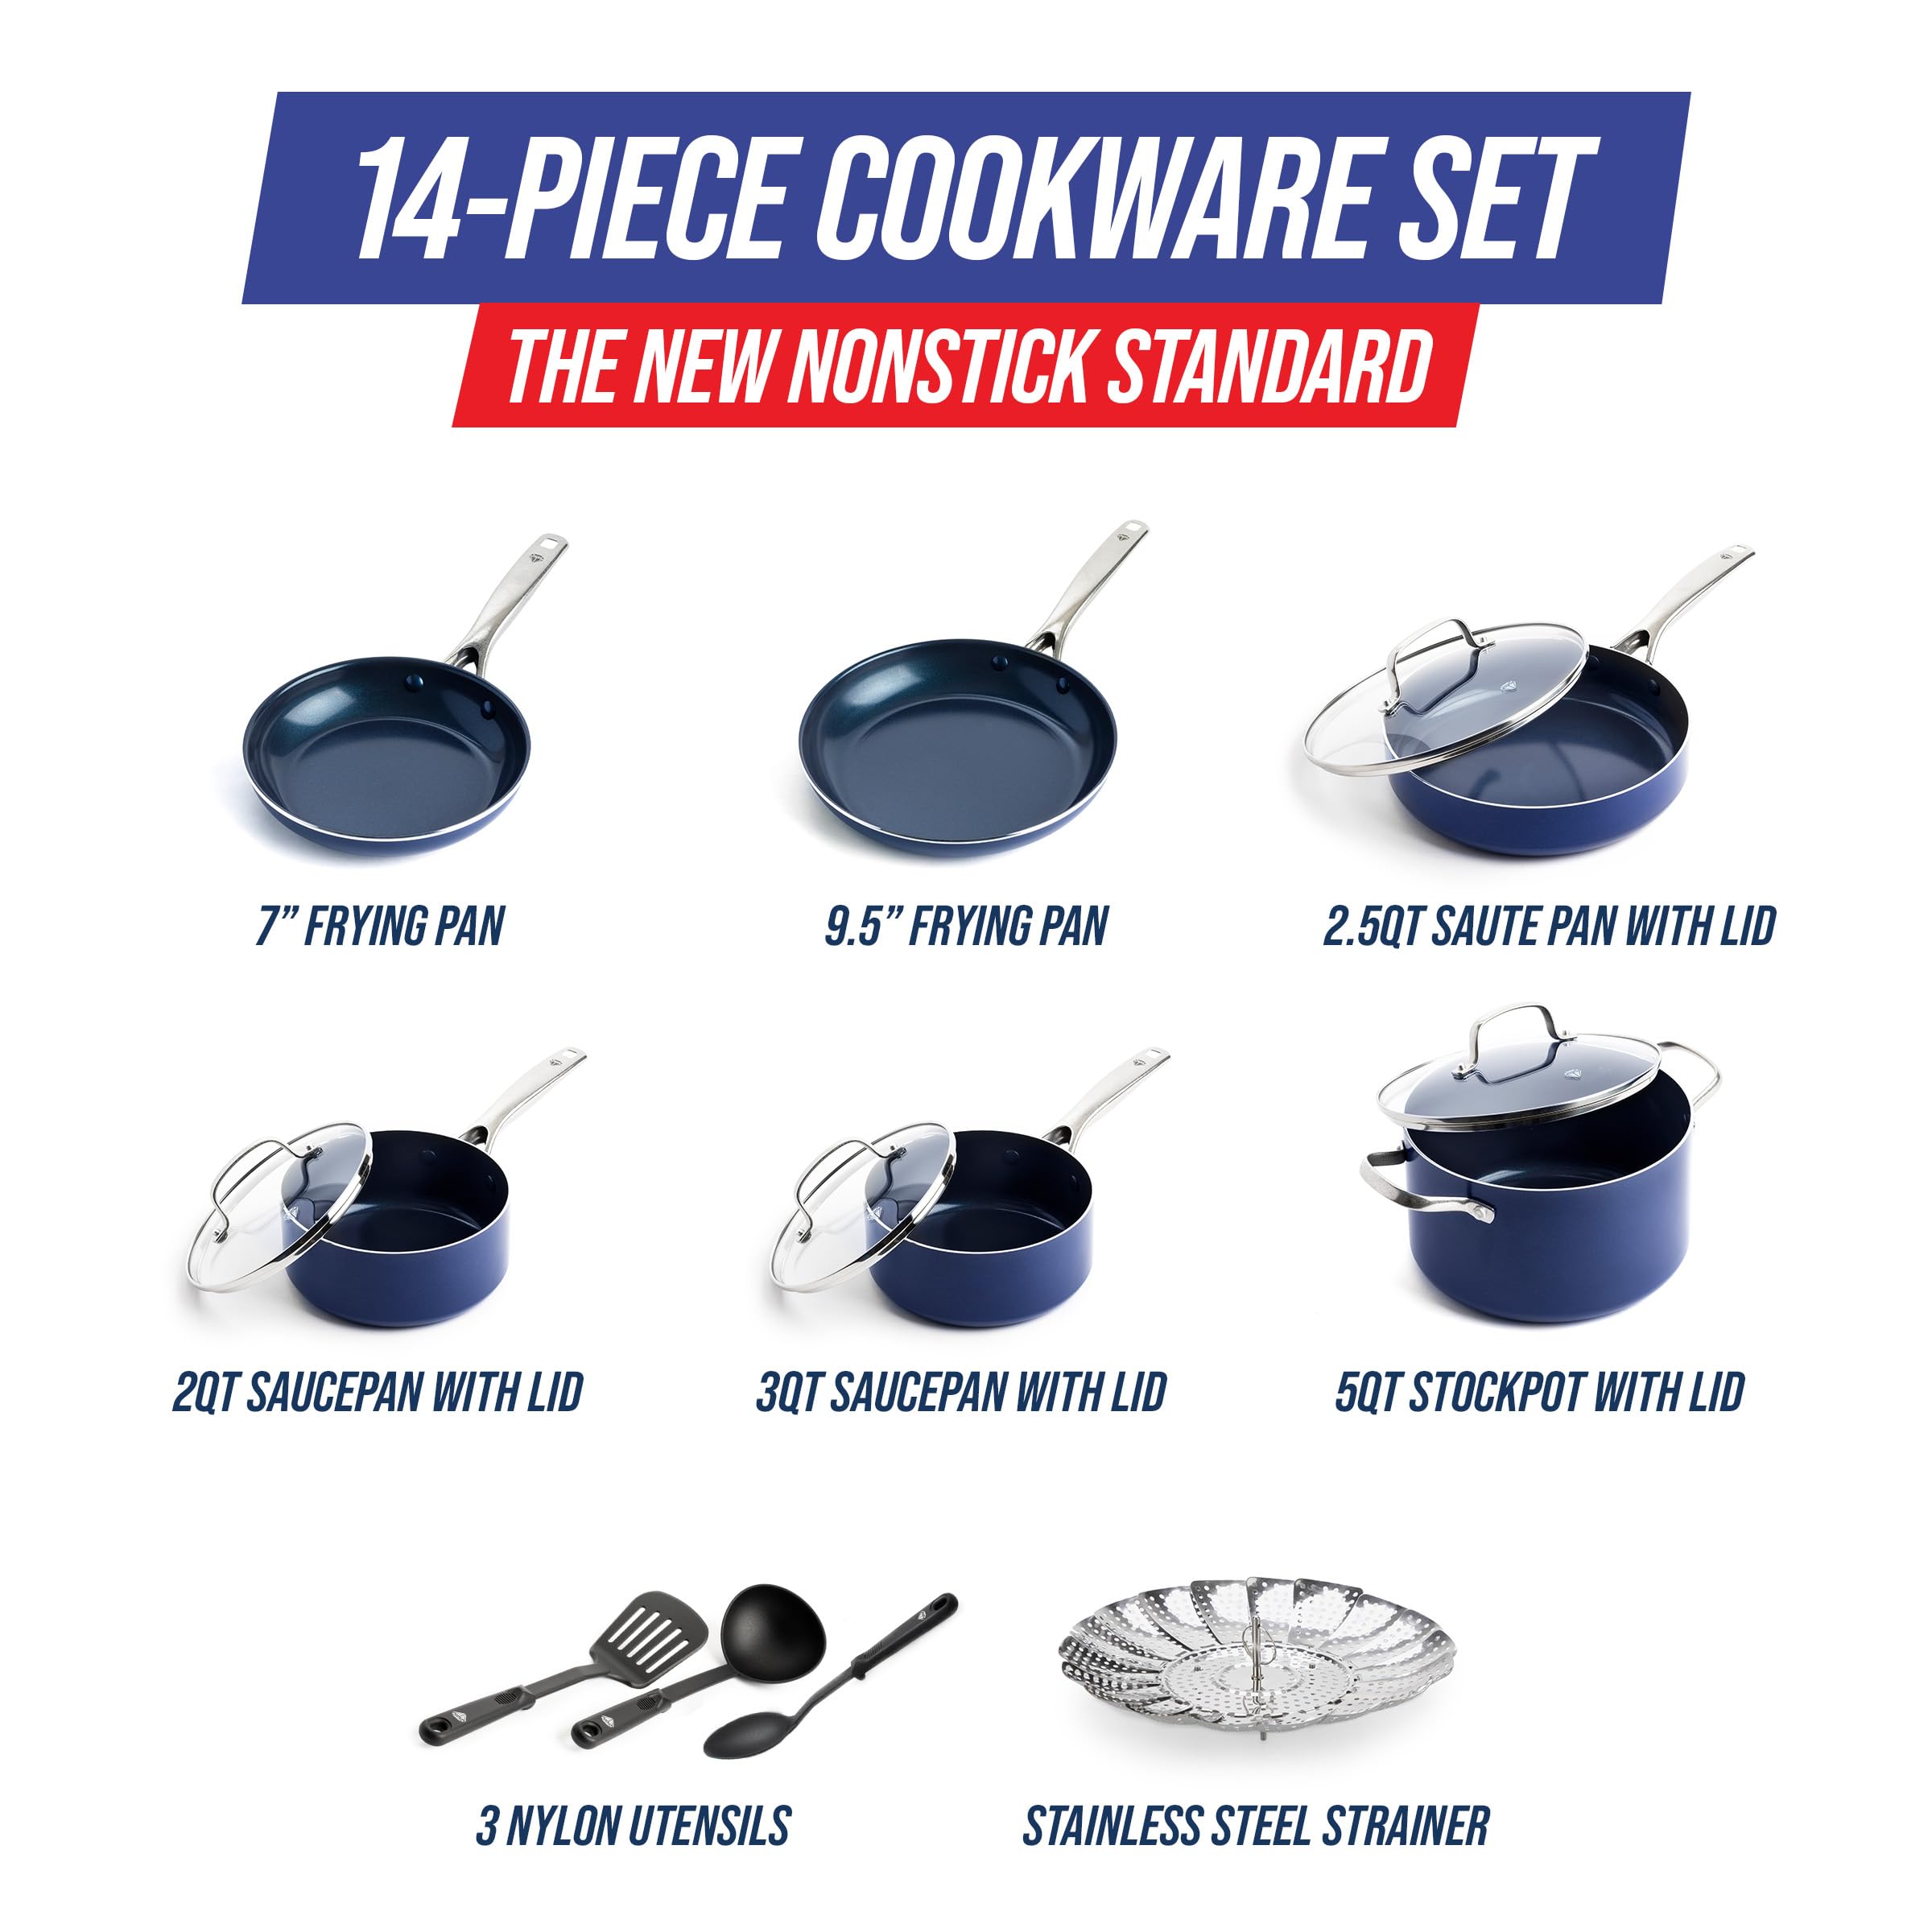 14-PIECE COOKWARE SET
THE NEW NONSTICK STANDARD
7” FRYING PAN
9.5” FRYING PAN
2.5QT SAUTE PAN WITH LID
2QT SAUCEPAN WITH LID
3QT SAUCEPAN WITH LID
5QT STOCKPOT WITH LID
3 NYLON UTENSILS
STAINLESS STEEL STRAINER